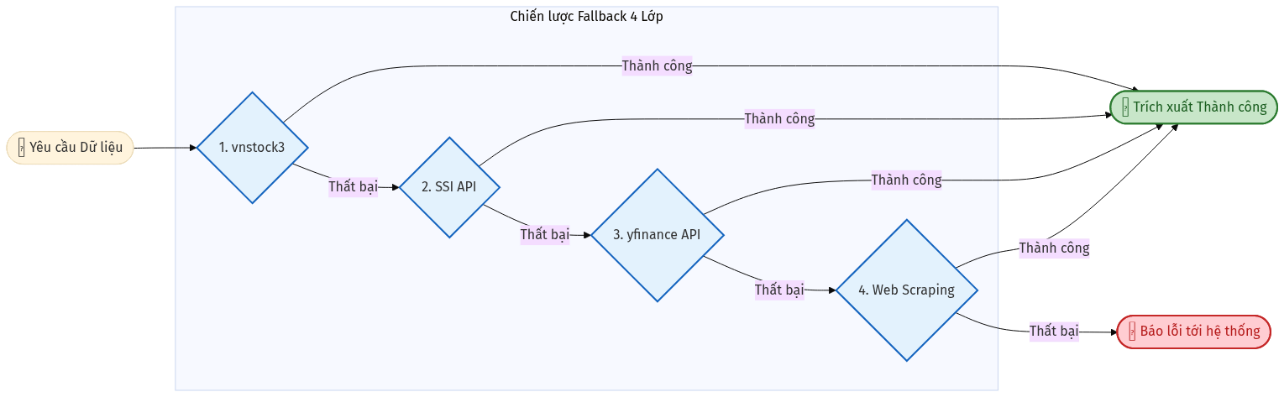 Chiến lược Fallback 4 Lớp
Yêu cầu Dữ liệu
1. vnstock3
Thành công
Thất bại
2. SSI API
Thành công
Thất bại
3. yfinance API
Thành công
Thất bại
4. Web Scraping
Thành công
Thất bại
Trích xuất Thành công
Báo lỗi tới hệ thống